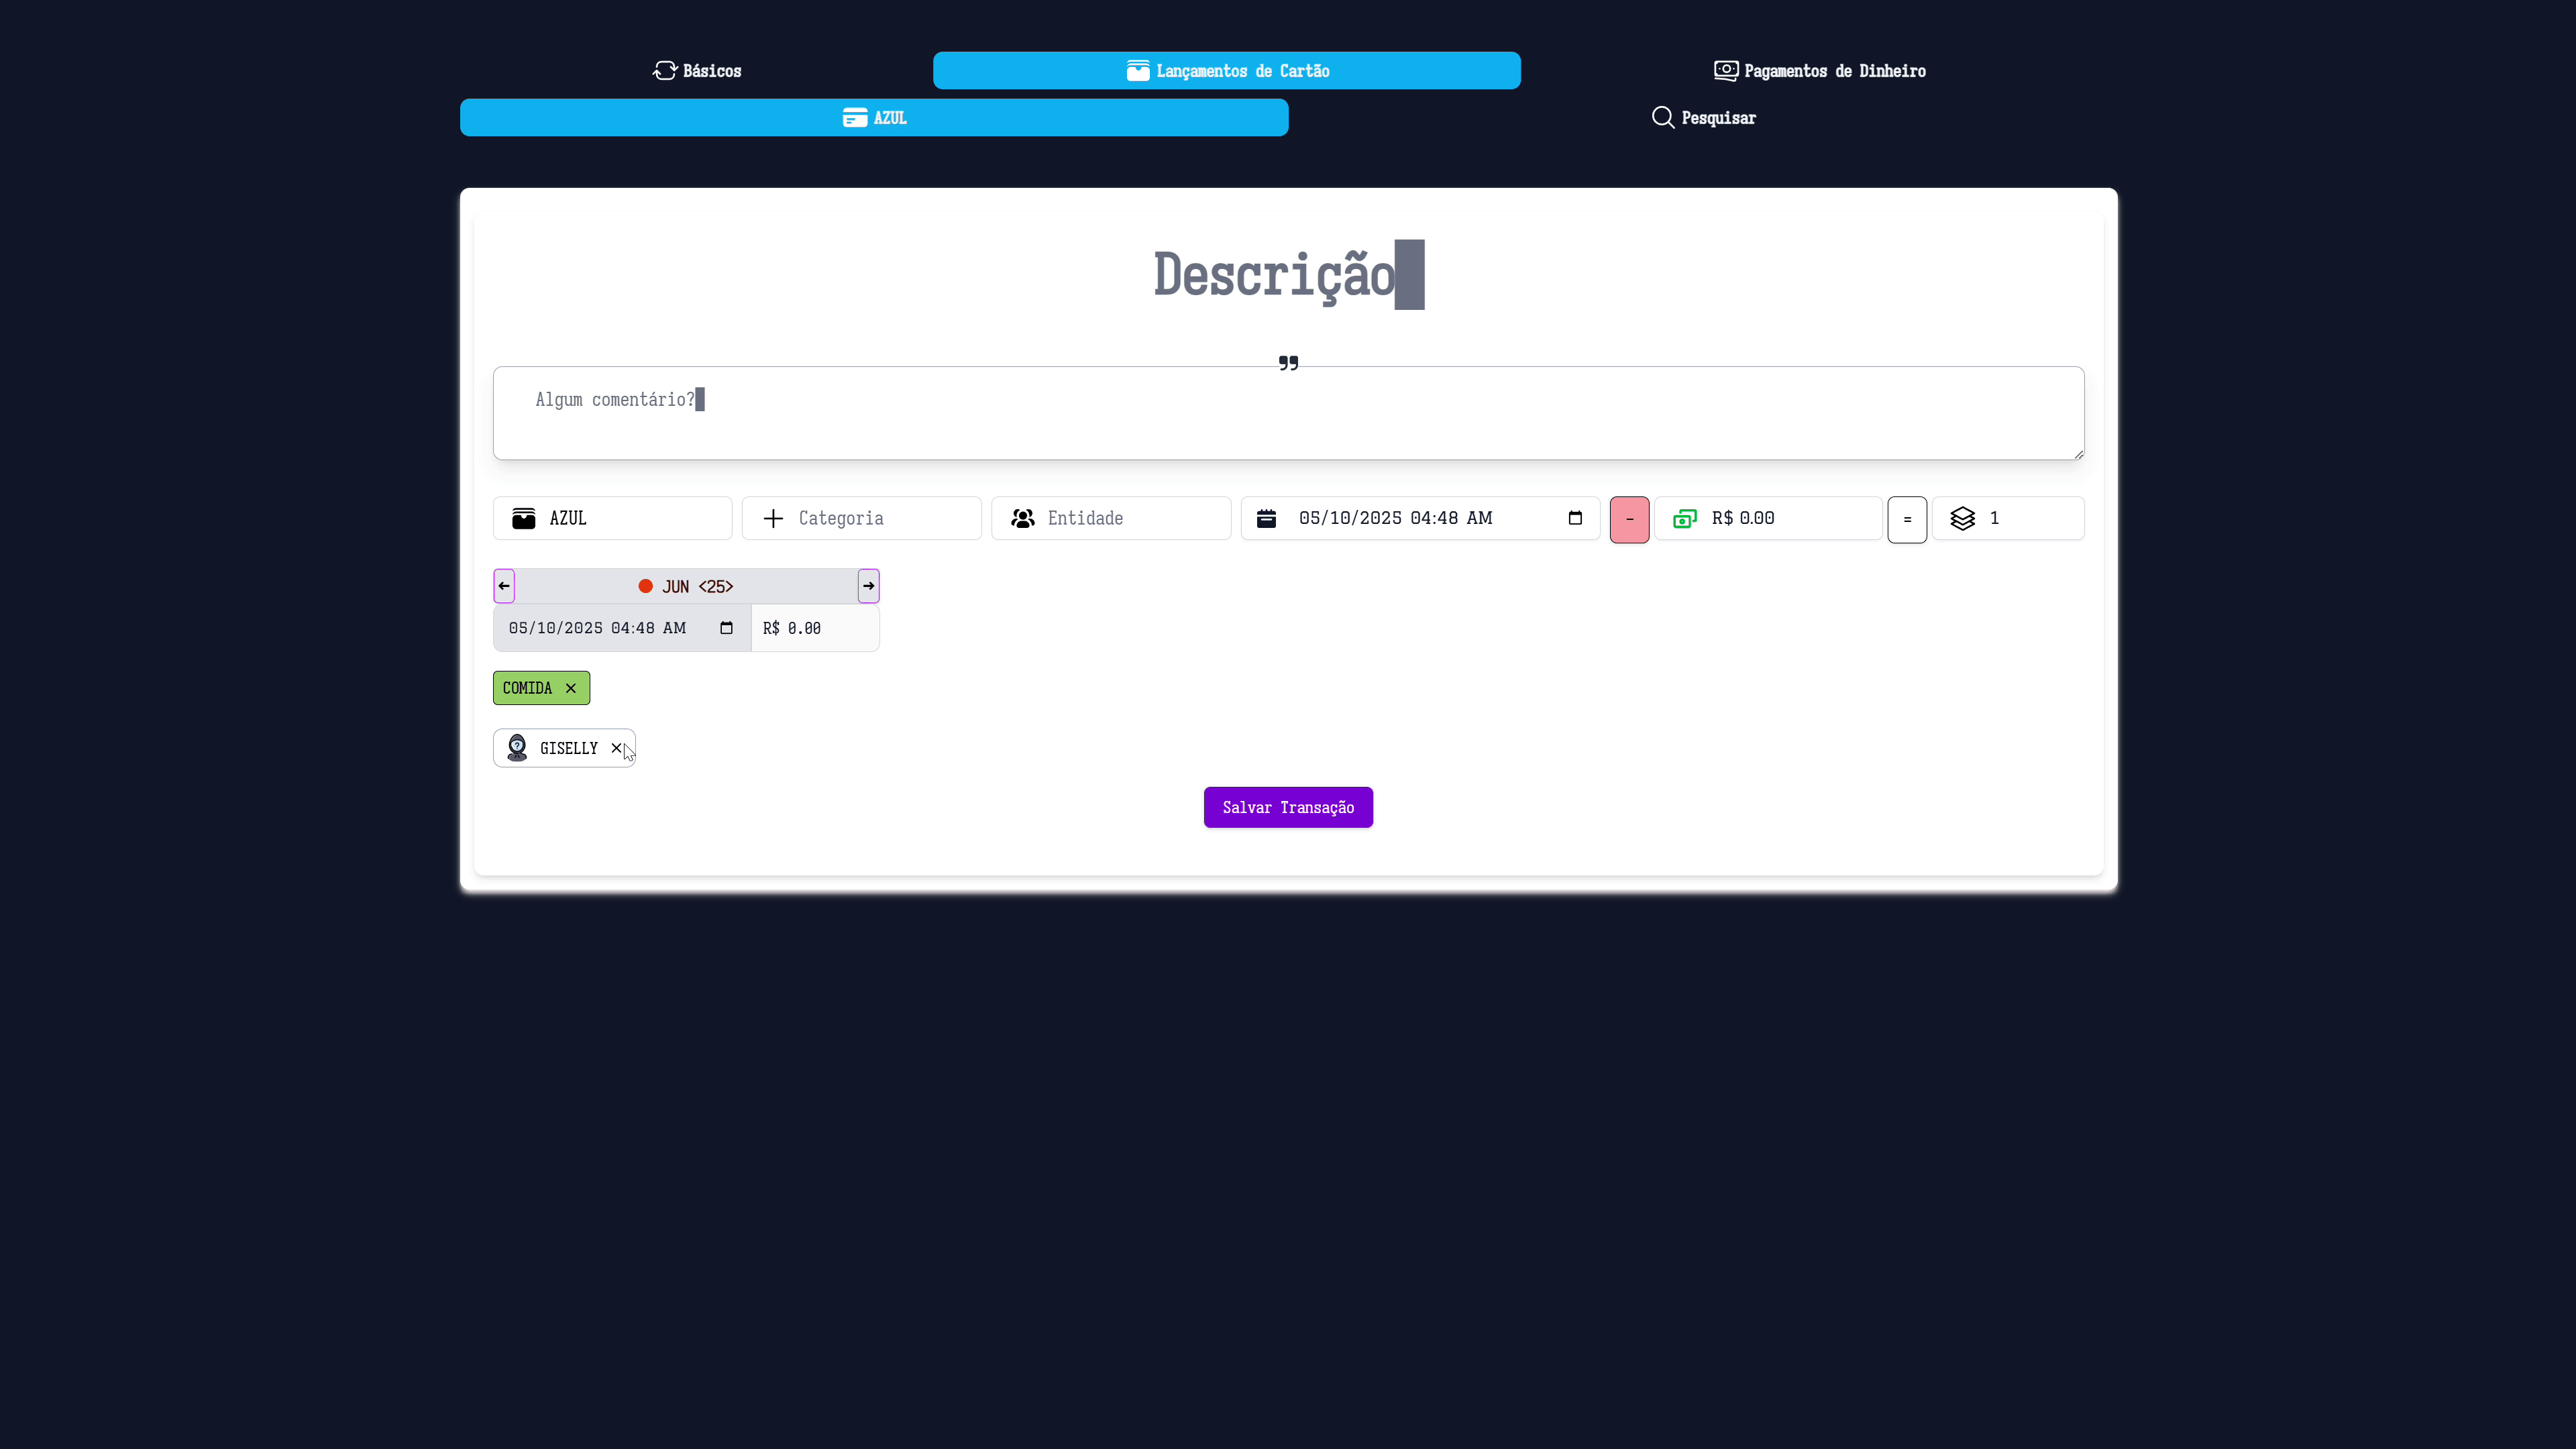 Básicos
Lançamentos de Cartão
Pagamentos de Dinheiro
AZUL
Pesquisar
Descrição
Algum comentário?
AZUL
Categoria
Entidade
05/10/2025 04:48 AM
-
R$ 0.00
=
1
JUN <25>
05/10/2025 04:48 AM
R$ 0.00
COMIDA
GISELLY
Salvar Transação